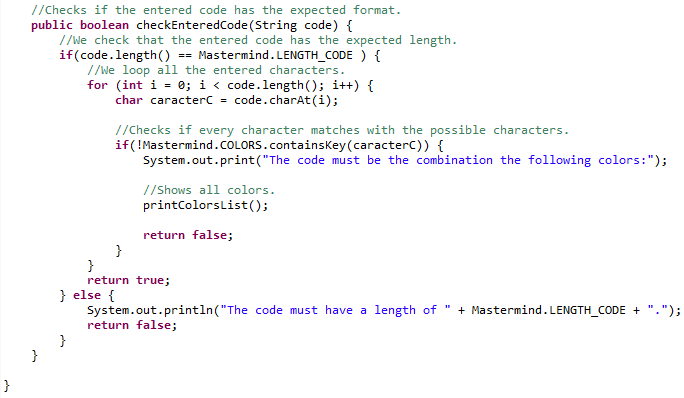 //Checks if the entered code has the expected format.
public boolean checkEnteredCode(String code) {
//We check that the entered code has the expected length.
if(code.length() == Mastermind.LENGTH_CODE ) {
//We loop all the entered characters.
for (int i = 0; i < code.length(); i++) {
char caracterC = code.charAt(i);
//Checks if every character matches with the possible characters.
if(!Mastermind.COLORS.containsKey(caracterC)) {
System.out.print("The code must be the combination the following colors:");
//Shows all colors.
printColorsList();
return false;
}
}
return true;
} else {
System.out.println("The code must have a length of " + Mastermind.LENGTH_CODE + ".");
return false;
}
}
}